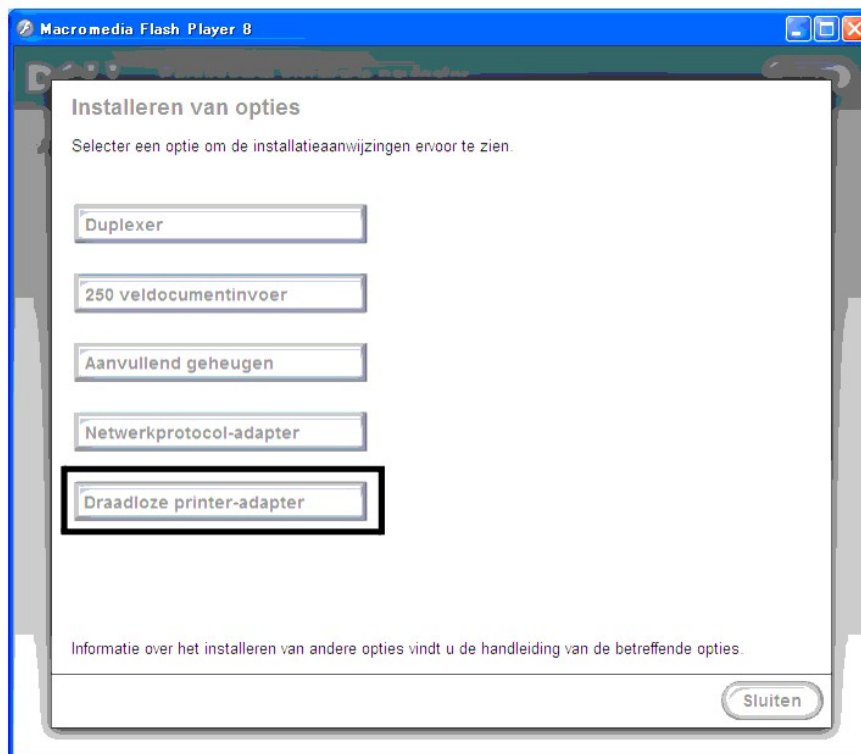 Macromedia Flash Player 8
Installeren van opties
Selecter een optie om de installatieaanwijzingen ervoor te zien.
Duplexer
250 veldocumentinvoer
Aanvullend geheugen
Netwerkprotocol-adapter
Draadloze printer-adapter
Informatie over het installeren van andere opties vindt u de handleiding van de betreffende opties.
Sluiten